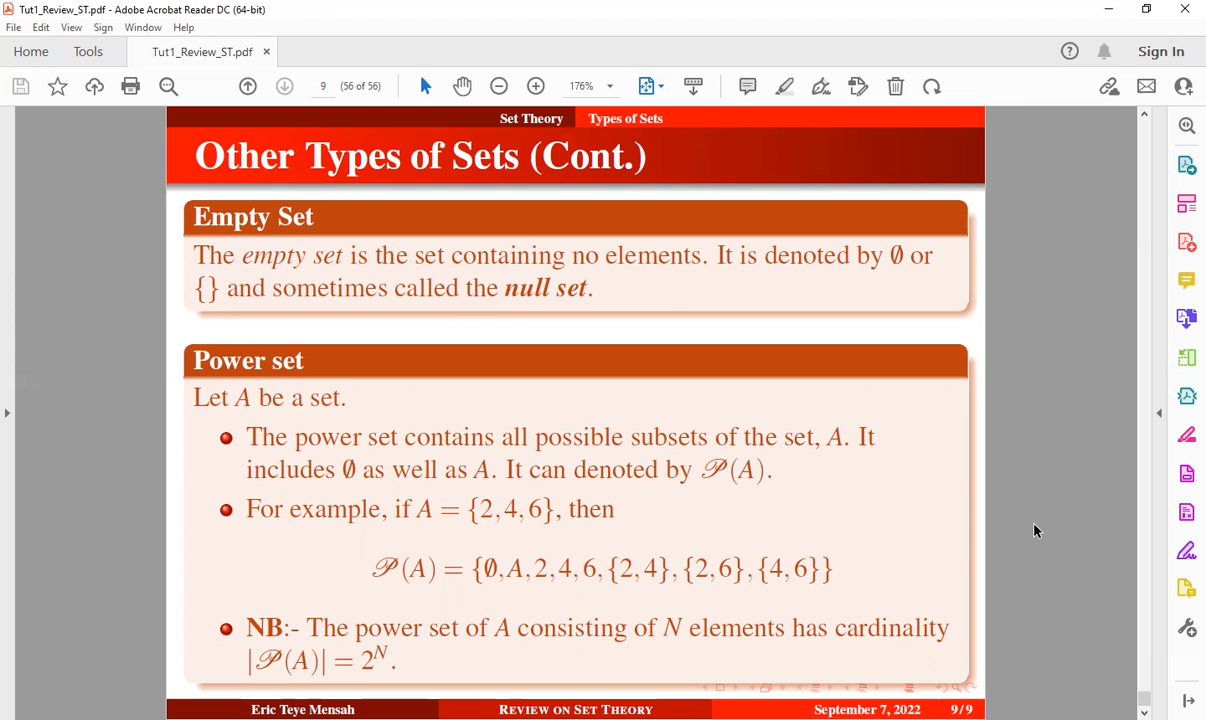 Tut1_Review_ST.pdf - Adobe Acrobat Reader DC (64-bit)
File Edit View Sign Window Help
Home Tools Tut1_Review_ST.pdf × Sign In
9 (56 of 56) 176%
Set Theory Types of Sets
Other Types of Sets (Cont.)
Empty Set
The empty set is the set containing no elements. It is denoted by ∅ or
{} and sometimes called the null set.
Power set
Let A be a set.
The power set contains all possible subsets of the set, A. It
includes ∅ as well as A. It can denoted by 𝒫(A).
For example, if A = {2,4,6}, then
𝒫(A) = {∅,A,2,4,6,{2,4},{2,6},{4,6}}
NB:- The power set of A consisting of N elements has cardinality
|𝒫(A)| = 2^N.
Eric Teye Mensah REVIEW ON SET THEORY September 7, 2022 9/9